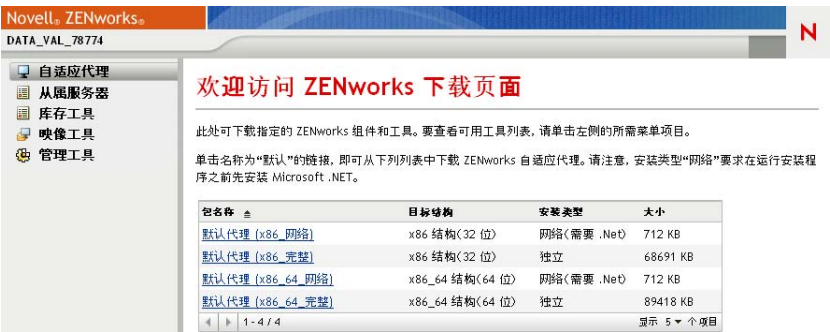 Novell® ZENworks®
DATA_VAL_78774
N
自适应代理
从属服务器
库存工具
映像工具
管理工具
欢迎访问 ZENworks 下载页面
此处可下载指定的 ZENworks 组件和工具。要查看可用工具列表, 请单击左侧的所需菜单项目。
单击名称为“默认”的链接, 即可从下列列表中下载 ZENworks 自适应代理。请注意, 安装类型“网络”要求在运行安装程
序之前先安装 Microsoft .NET。
包名称 目标结构 安装类型 大小
默认代理 (x86_网络) x86 结构(32 位) 网络(需要 .Net) 712 KB
默认代理 (x86_完整) x86 结构(32 位) 独立 68691 KB
默认代理 (x86_64_网络) x86_64 结构(64 位) 网络(需要 .Net) 712 KB
默认代理 (x86_64_完整) x86_64 结构(64 位) 独立 89418 KB
1 - 4 / 4 显示 5 个项目